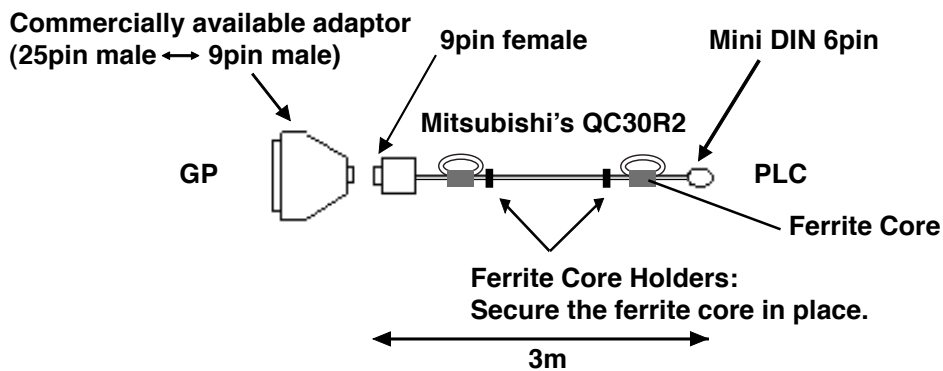 Commercially available adaptor
(25pin male ↔ 9pin male)
9pin female
Mini DIN 6pin
Mitsubishi's QC30R2
GP
PLC
Ferrite Core
Ferrite Core Holders:
Secure the ferrite core in place.
3m